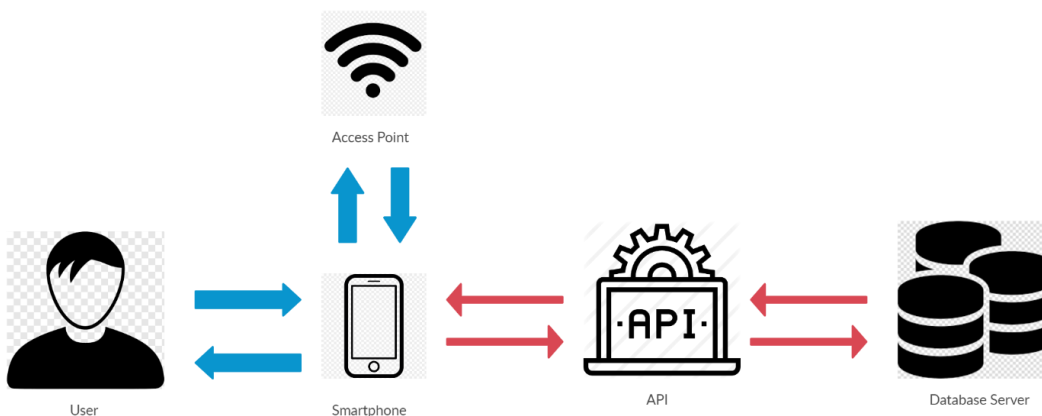 Access Point
·API·
User
Smartphone
API
Database Server